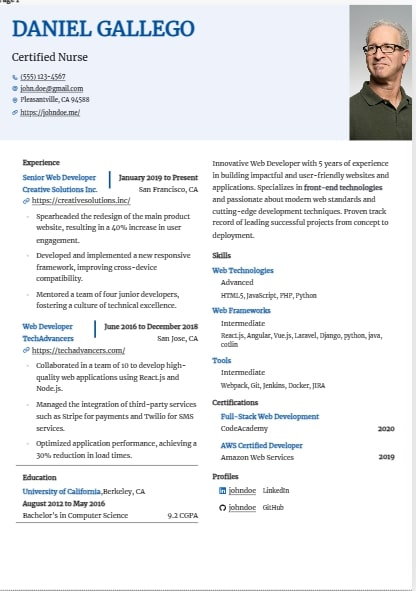 Page 1
DANIEL GALLEGO
Certified Nurse
(555) 123-4567
john.doe@gmail.com
Pleasantville, CA 94588
https://johndoe.me/
Experience
Senior Web Developer January 2019 to Present
Creative Solutions Inc. San Francisco, CA
https://creativesolutions.inc/
Spearheaded the redesign of the main product
website, resulting in a 40% increase in user
engagement.
Developed and implemented a new responsive
framework, improving cross-device
compatibility.
Mentored a team of four junior developers,
fostering a culture of technical excellence.
Web Developer June 2016 to December 2018
TechAdvancers San Jose, CA
https://techadvancers.com/
Collaborated in a team of 10 to develop high-
quality web applications using React.js and
Node.js.
Managed the integration of third-party services
such as Stripe for payments and Twilio for SMS
services.
Optimized application performance, achieving a
30% reduction in load times.
Education
University of California,Berkeley, CA
August 2012 to May 2016
Bachelor's in Computer Science 9.2 CGPA
Innovative Web Developer with 5 years of experience
in building impactful and user-friendly websites and
applications. Specializes in front-end technologies
and passionate about modern web standards and
cutting-edge development techniques. Proven track
record of leading successful projects from concept to
deployment.
Skills
Web Technologies
Advanced
HTML5, JavaScript, PHP, Python
Web Frameworks
Intermediate
React.js, Angular, Vue.js, Laravel, Django, python, java,
cotlin
Tools
Intermediate
Webpack, Git, Jenkins, Docker, JIRA
Certifications
Full-Stack Web Development
CodeAcademy 2020
AWS Certified Developer
Amazon Web Services 2019
Profiles
johndoe LinkedIn
johndoe GitHub